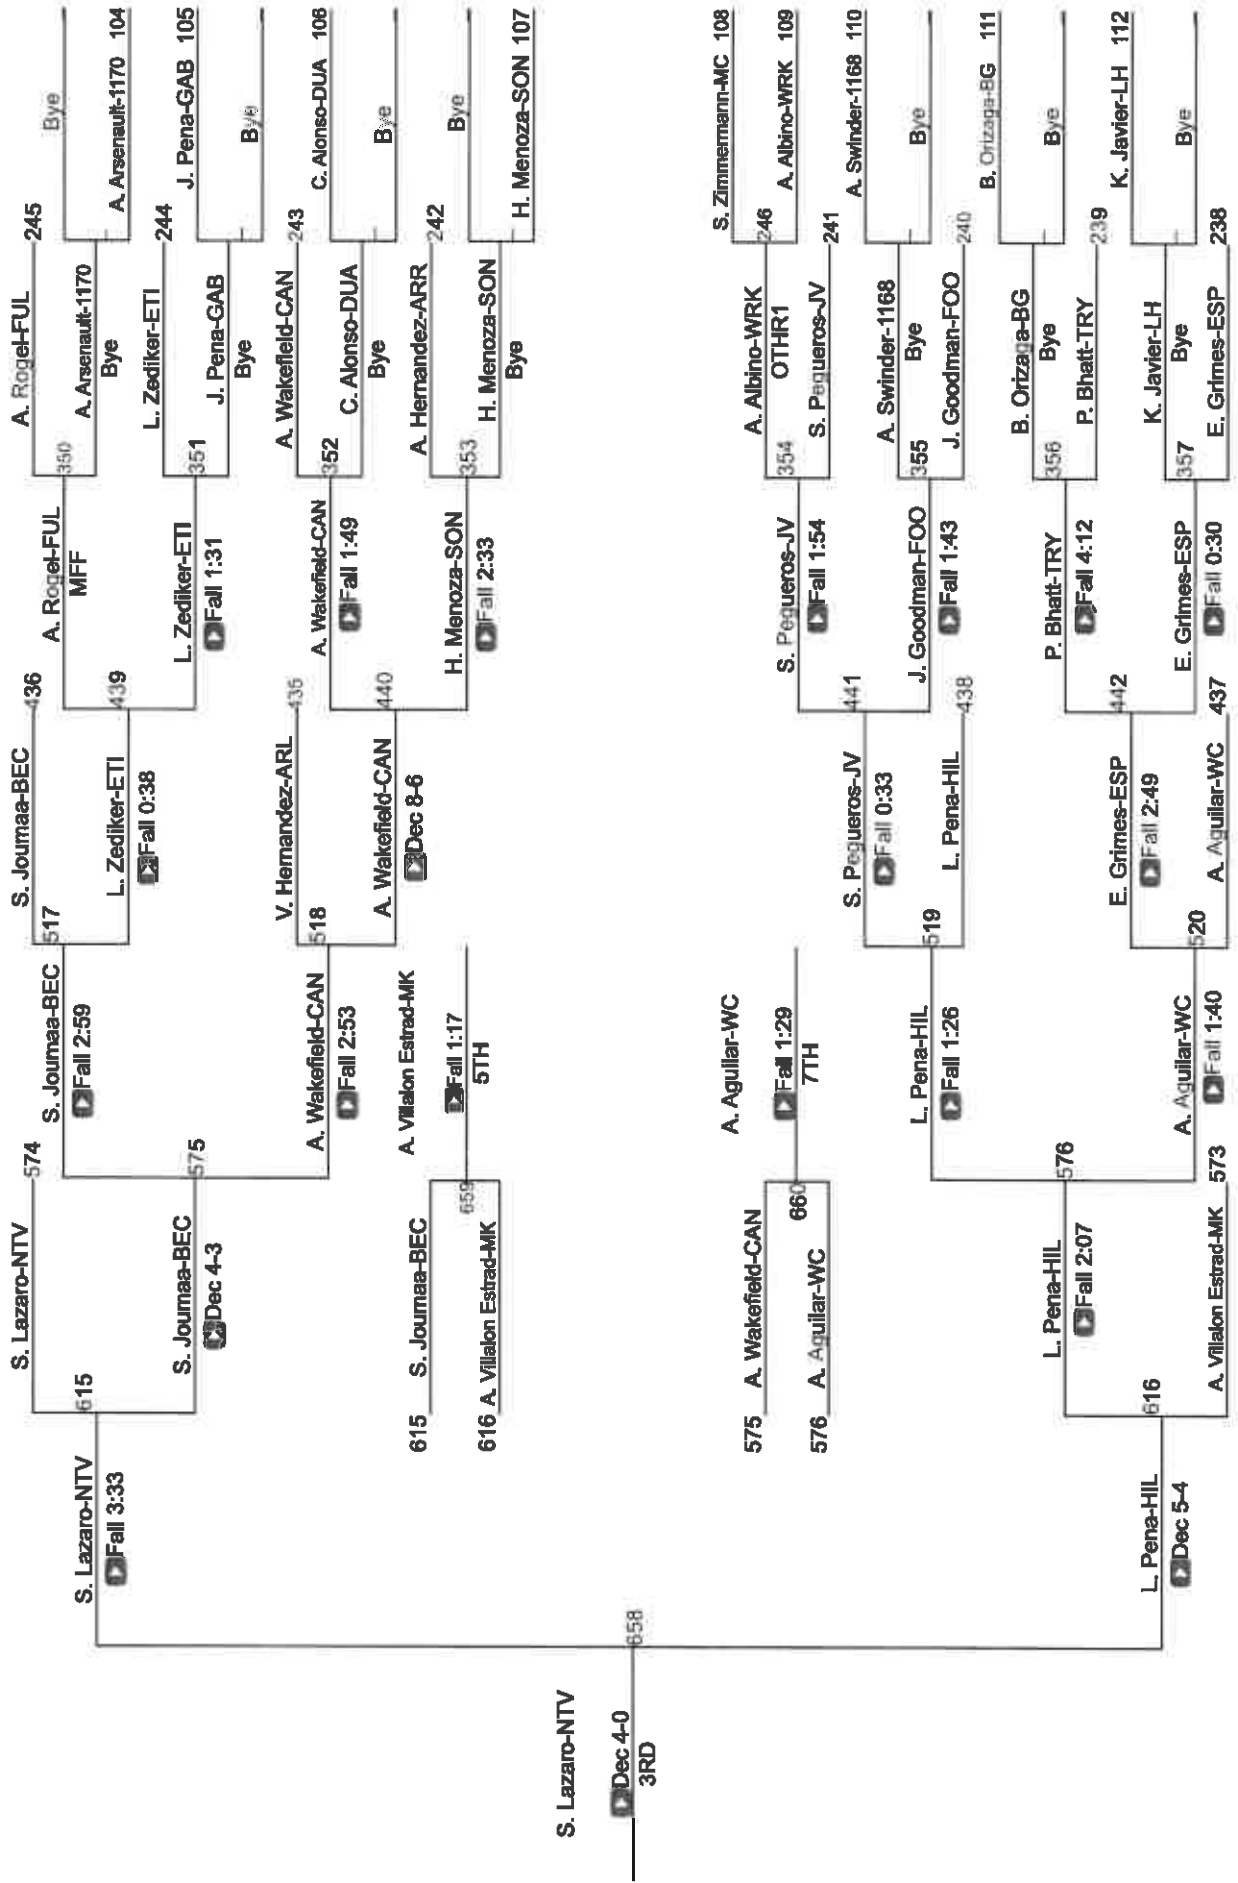 S. Lazaro-NTV
Dec 4-0
3RD
658
S. Lazaro-NTV
Fall 3:33
L. Pena-HIL
Dec 5-4
615
615 S. Joumaa-BEC
616 A. Villalon Estrad-MK
575 A. Wakefield-CAN
576 A. Aguilar-WC
616
S. Lazaro-NTV 574
S. Joumaa-BEC
Dec 4-3
659
660
L. Pena-HIL
Fall 2:07
A. Villalon Estrad-MK 573
575
A. Villalon Estrad-MK
Fall 1:17
5TH
A. Aguilar-WC
Fall 1:29
7TH
576
S. Joumaa-BEC
Fall 2:59
A. Wakefield-CAN
Fall 2:53
L. Pena-HIL
Fall 1:26
A. Aguilar-WC
Fall 1:40
517
518
519
520
S. Joumaa-BEC 436
L. Zediker-ETI
Fall 0:38
V. Hernandez-ARL 435
A. Wakefield-CAN
Dec 8-6
S. Pegueros-JV
Fall 0:33
L. Pena-HIL 438
E. Grimes-ESP
Fall 2:49
A. Aguilar-WC 437
439
440
441
442
A. Rogel-FUL
MFF
L. Zediker-ETI
Fall 1:31
A. Wakefield-CAN
Fall 1:49
H. Menoza-SON
Fall 2:33
S. Pegueros-JV
Fall 1:54
J. Goodman-FOO
Fall 1:43
P. Bhatt-TRY
Fall 4:12
E. Grimes-ESP
Fall 0:30
350
351
352
353
354
355
356
357
A. Rogel-FUL 245
A. Arsenault-1170
Bye
L. Zediker-ETI 244
J. Pena-GAB
Bye
A. Wakefield-CAN 243
C. Alonso-DUA
Bye
A. Hernandez-ARR 242
H. Menoza-SON
Bye
A. Albino-WRK
OTHR1
S. Pegueros-JV 241
A. Swinder-1168
Bye
J. Goodman-FOO 240
B. Orizaga-BG
Bye
P. Bhatt-TRY 239
K. Javier-LH
Bye
E. Grimes-ESP 238
246
Bye
A. Arsenault-1170 104
J. Pena-GAB 105
Bye
C. Alonso-DUA 106
Bye
Bye
H. Menoza-SON 107
S. Zimmermann-MC 108
A. Albino-WRK 109
A. Swinder-1168 110
Bye
B. Orizaga-BG 111
Bye
K. Javier-LH 112
Bye